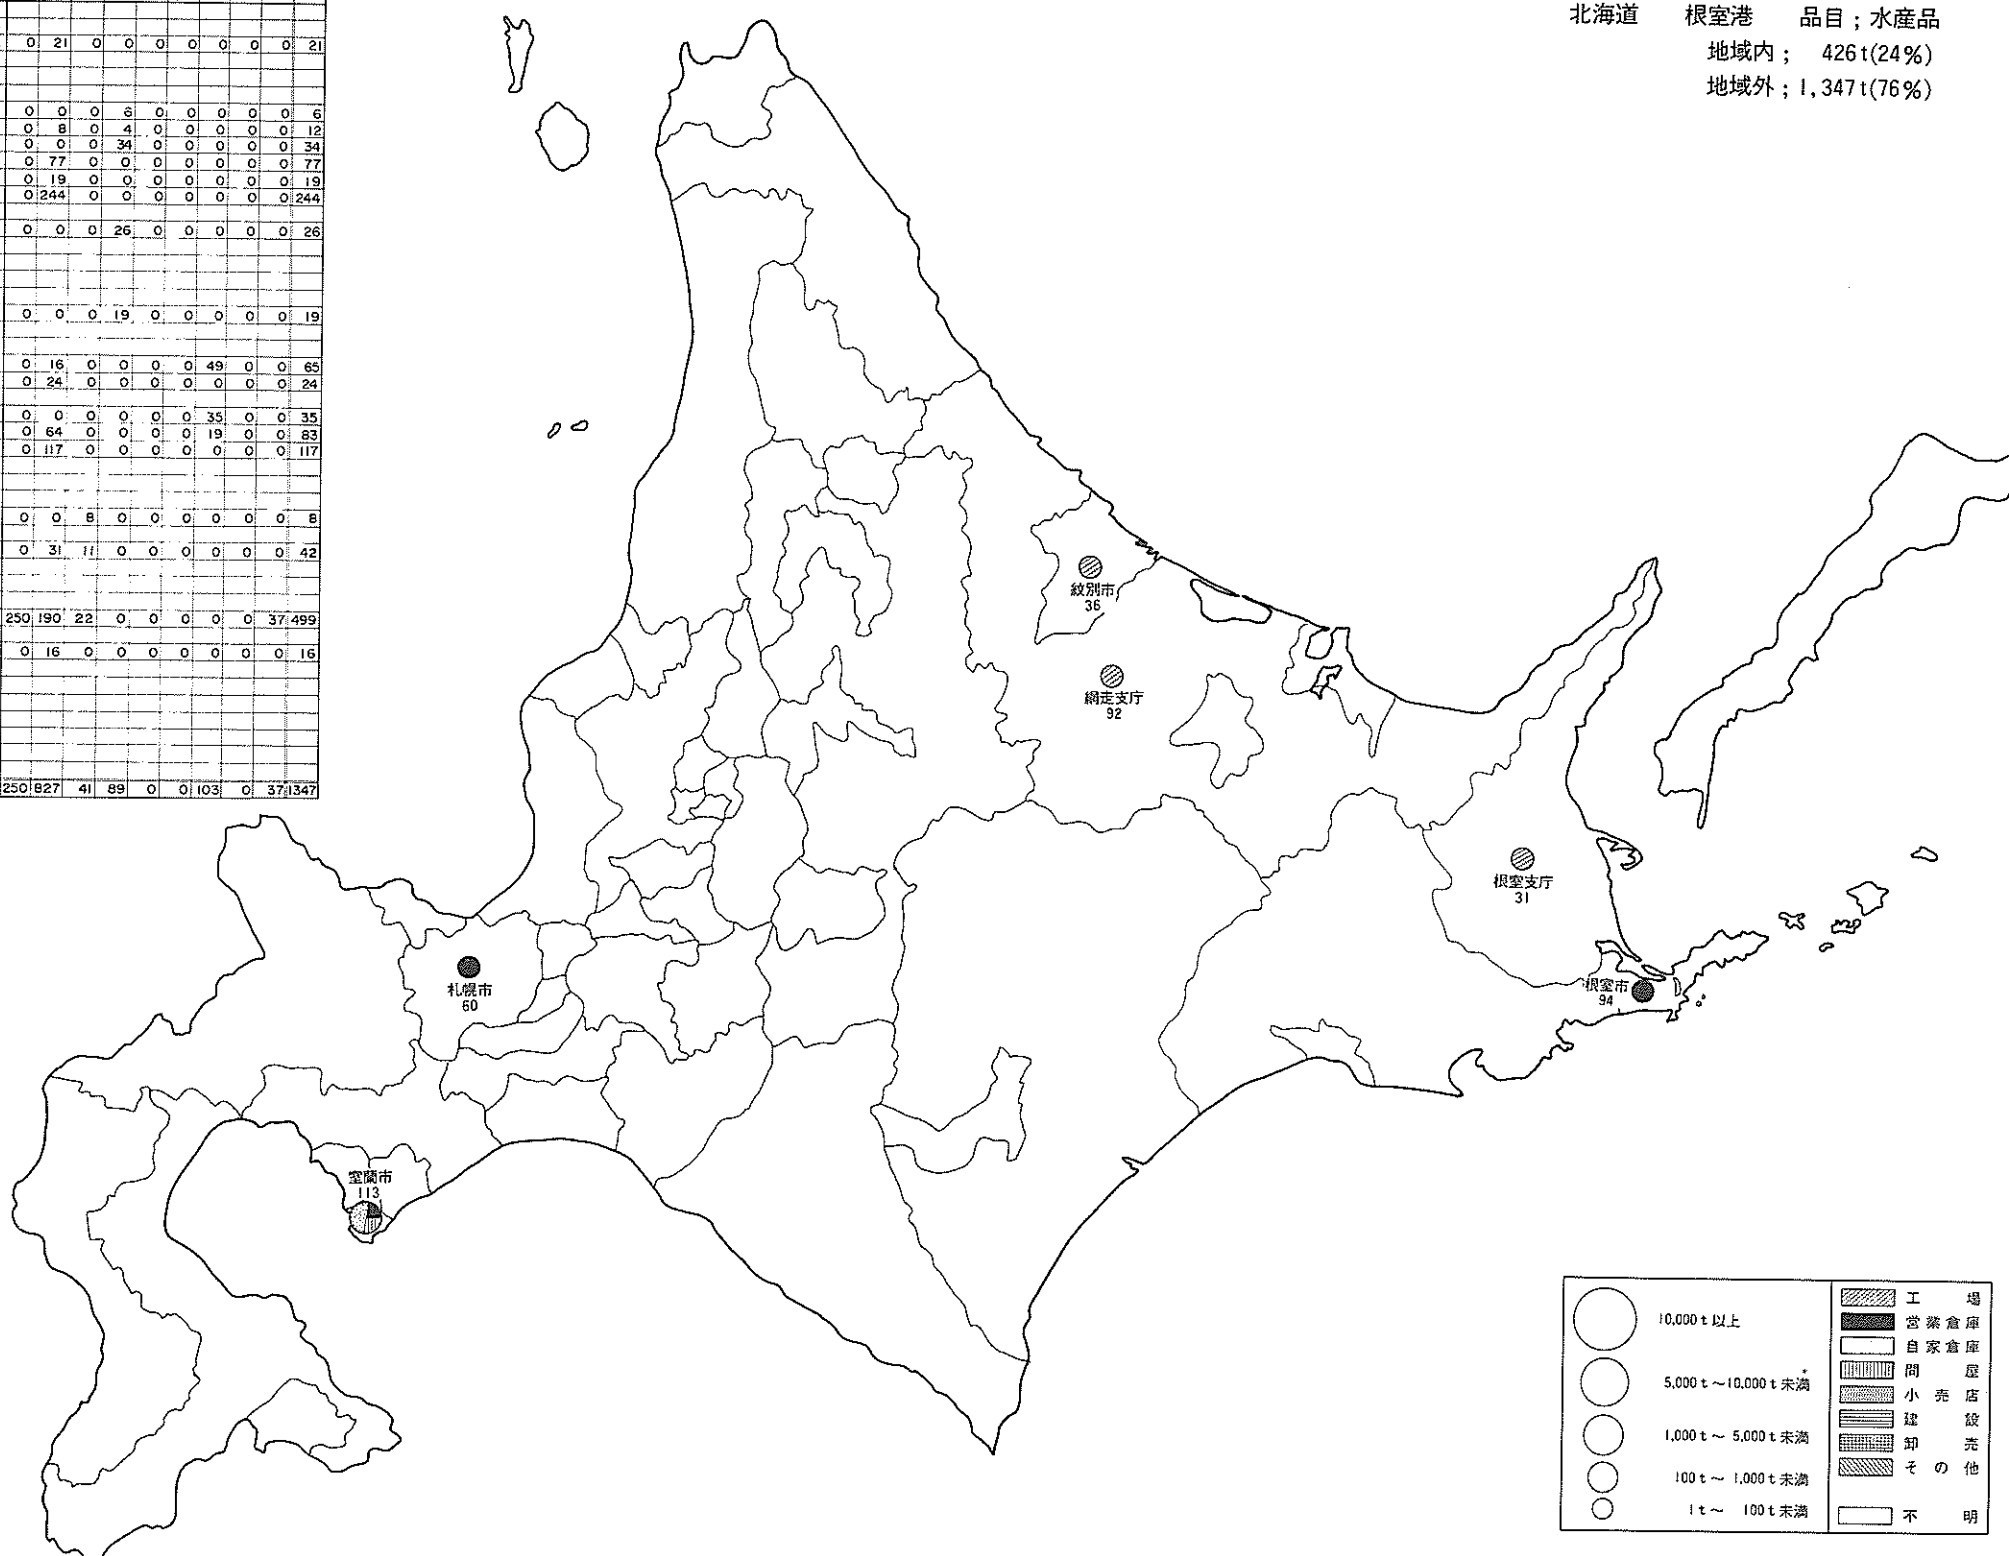 北海道 根室港 品目;水産品
地域内; 426t(24%)
地域外;1,347t(76%)
0 21 0 0 0 0 0 0 0 21
0 0 0 6 0 0 0 0 0 6
0 8 0 4 0 0 0 0 0 12
0 0 0 34 0 0 0 0 0 34
0 77 0 0 0 0 0 0 0 77
0 19 0 0 0 0 0 0 0 19
0 244 0 0 0 0 0 0 0 244
0 0 0 26 0 0 0 0 0 26
0 0 0 19 0 0 0 0 0 19
0 16 0 0 0 0 49 0 0 65
0 24 0 0 0 0 0 0 0 24
0 0 0 0 0 0 35 0 0 35
0 64 0 0 0 0 19 0 0 83
0 117 0 0 0 0 0 0 0 117
0 0 8 0 0 0 0 0 0 8
0 31 11 0 0 0 0 0 0 42
250 190 22 0 0 0 0 0 37 499
0 16 0 0 0 0 0 0 0 16
250 827 41 89 0 0 103 0 37 1347
紋別市
36
網走支庁
92
根室支庁
31
根室市
94
札幌市
60
室蘭市
113
10,000t以上
5,000t~10,000t未満
1,000t~5,000t未満
100t~1,000t未満
1t~100t未満
工場
営業倉庫
自家倉庫
問屋
小売店
建設
卸売
その他
不明